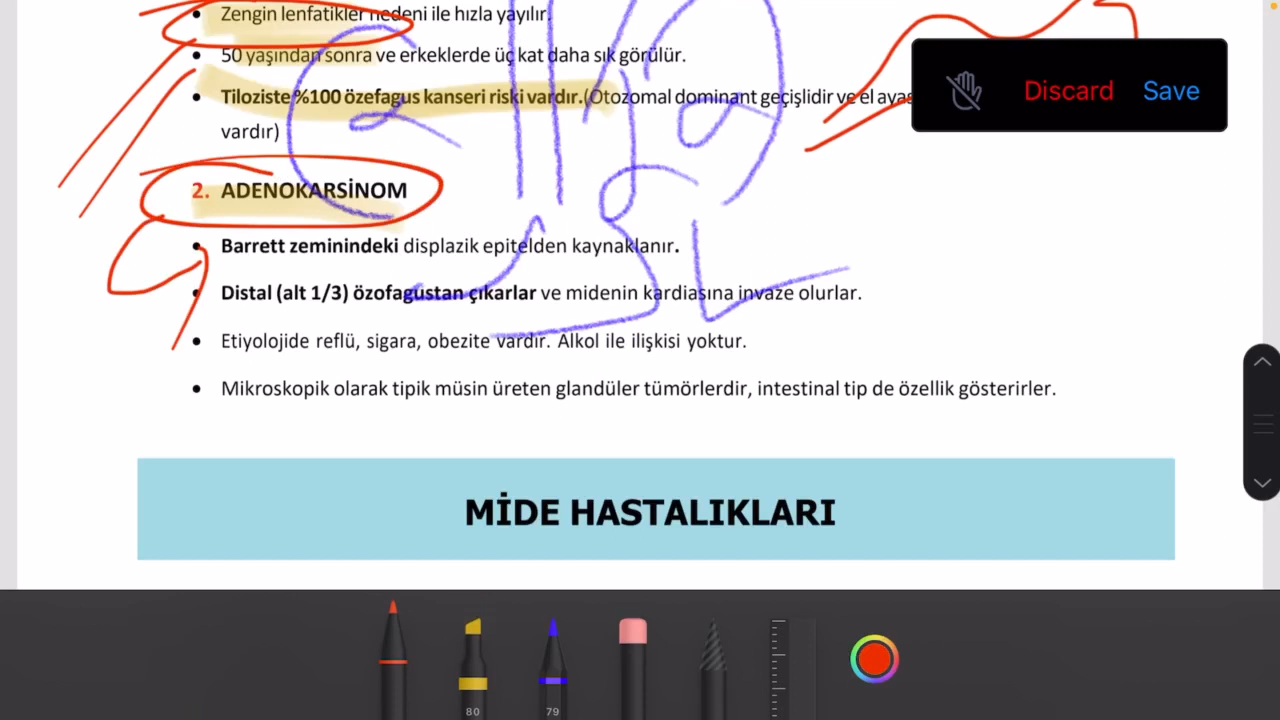 Zengin lenfatikler nedeni ile hızla yayılır.
50 yaşından sonra ve erkeklerde üç kat daha sık görülür.
Tiloziste %100 özefagus kanseri riski vardır.(Otozomal dominant geçişlidir ve el ayas
Discard Save
vardır)
2. ADENOKARSİNOM
Barrett zeminindeki displazik epitelden kaynaklanır.
Distal (alt 1/3) özofagustan çıkarlar ve midenin kardiasına invaze olurlar.
Etiyolojide reflü, sigara, obezite vardır. Alkol ile ilişkisi yoktur.
Mikroskopik olarak tipik müsin üreten glandüler tümörlerdir, intestinal tip de özellik gösterirler.
MİDE HASTALIKLARI
80 79